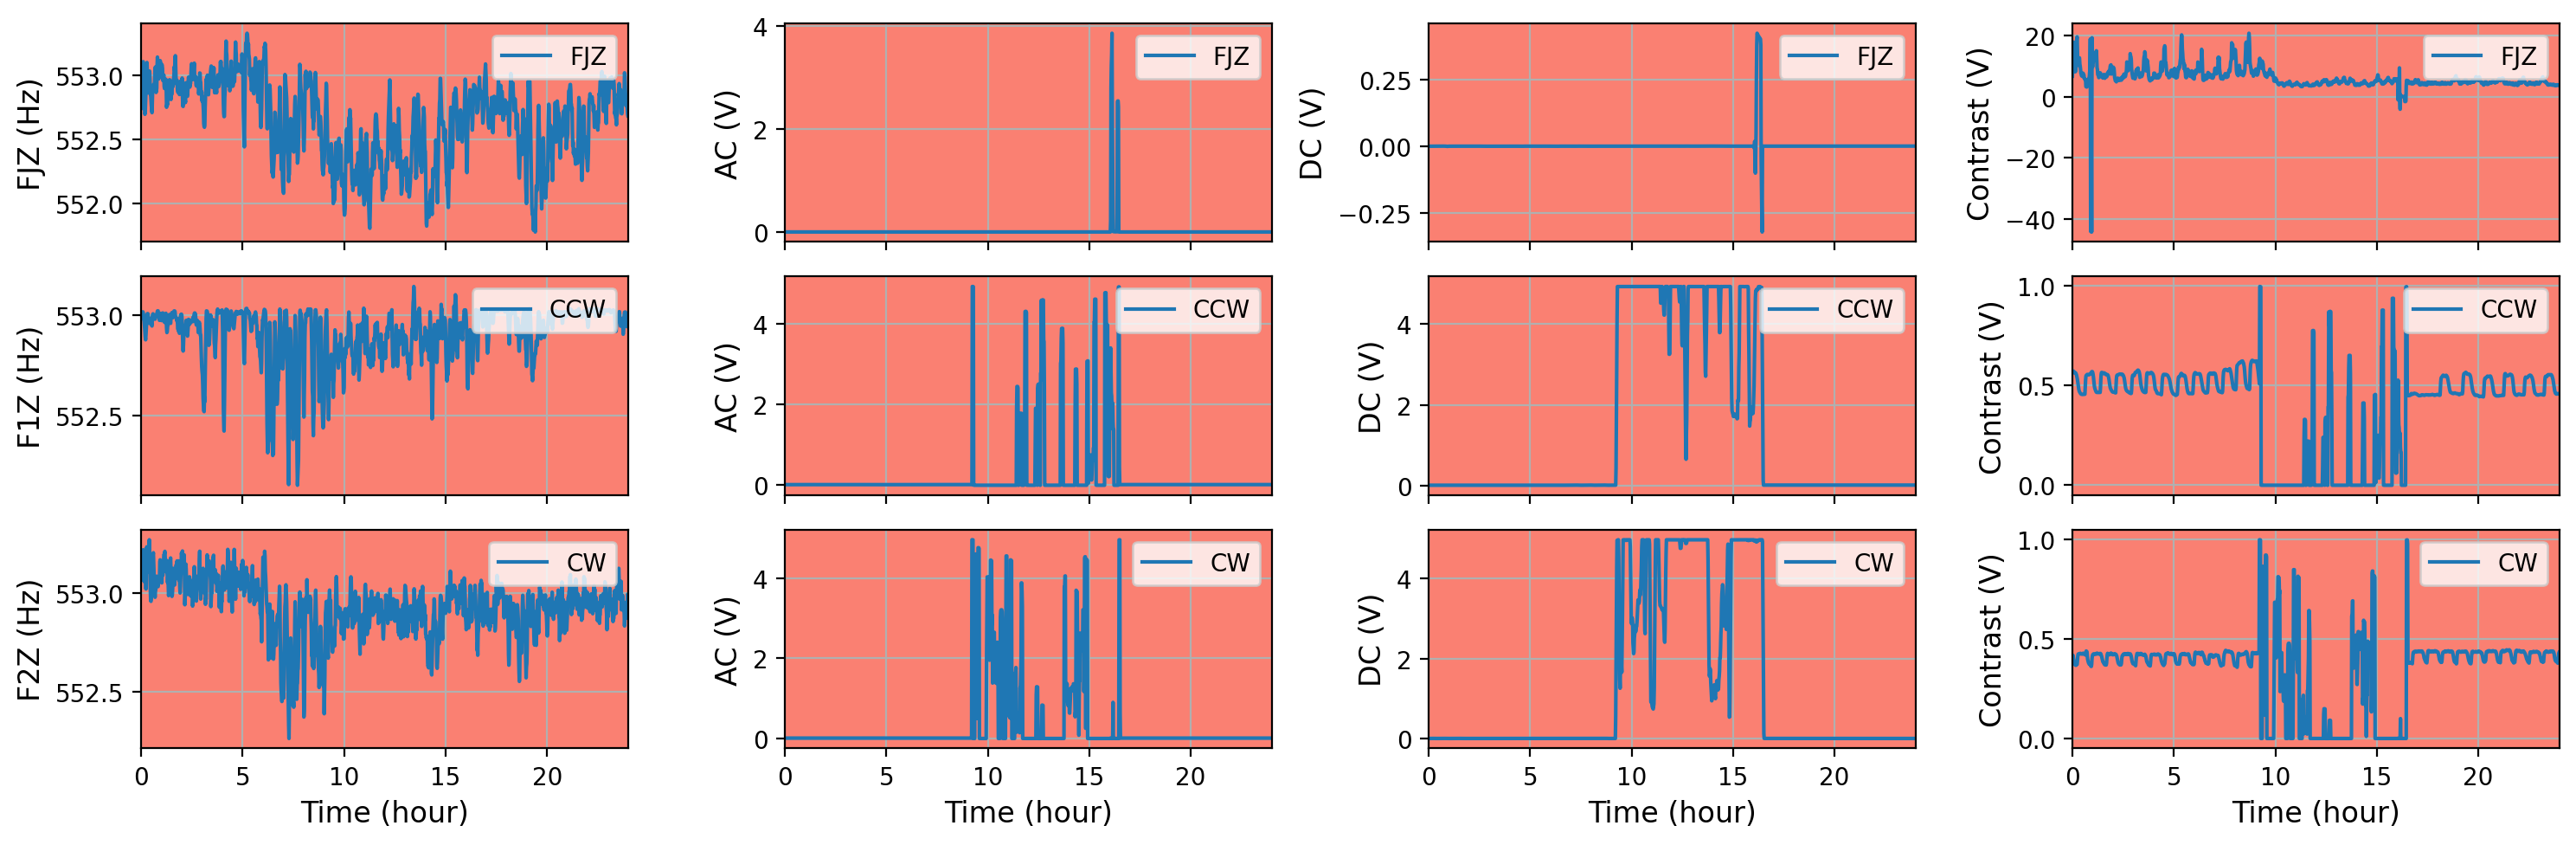 FJZ (Hz)
553.0
552.5
552.0
FJZ
AC (V)
4
2
0
FJZ
DC (V)
0.25
0.00
−0.25
FJZ
Contrast (V)
20
0
−20
−40
FJZ
F1Z (Hz)
553.0
552.5
CCW
AC (V)
4
2
0
CCW
DC (V)
4
2
0
CCW
Contrast (V)
1.0
0.5
0.0
CCW
F2Z (Hz)
553.0
552.5
CW
0 5 10 15 20
Time (hour)
AC (V)
4
2
0
CW
0 5 10 15 20
Time (hour)
DC (V)
4
2
0
CW
0 5 10 15 20
Time (hour)
Contrast (V)
1.0
0.5
0.0
CW
0 5 10 15 20
Time (hour)